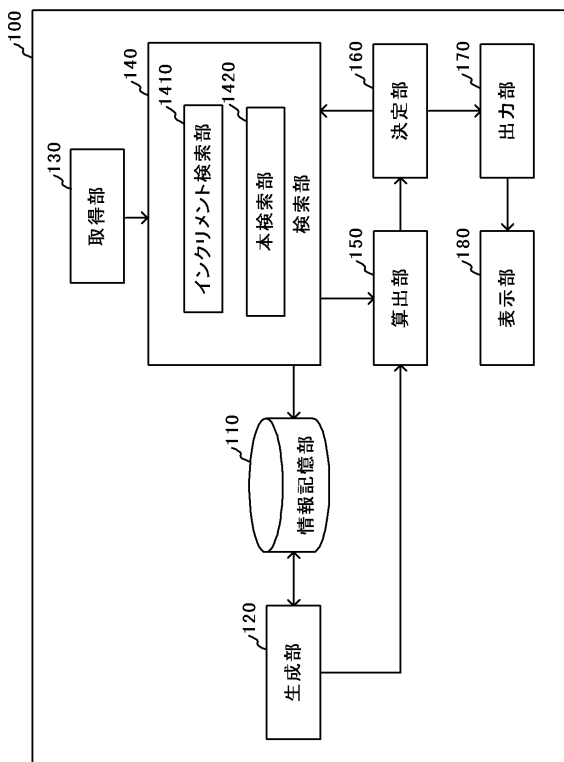 100
130
取得部
140
1410
インクリメント検索部
1420
本検索部
検索部
110
情報記憶部
120
生成部
150
算出部
160
決定部
170
出力部
180
表示部